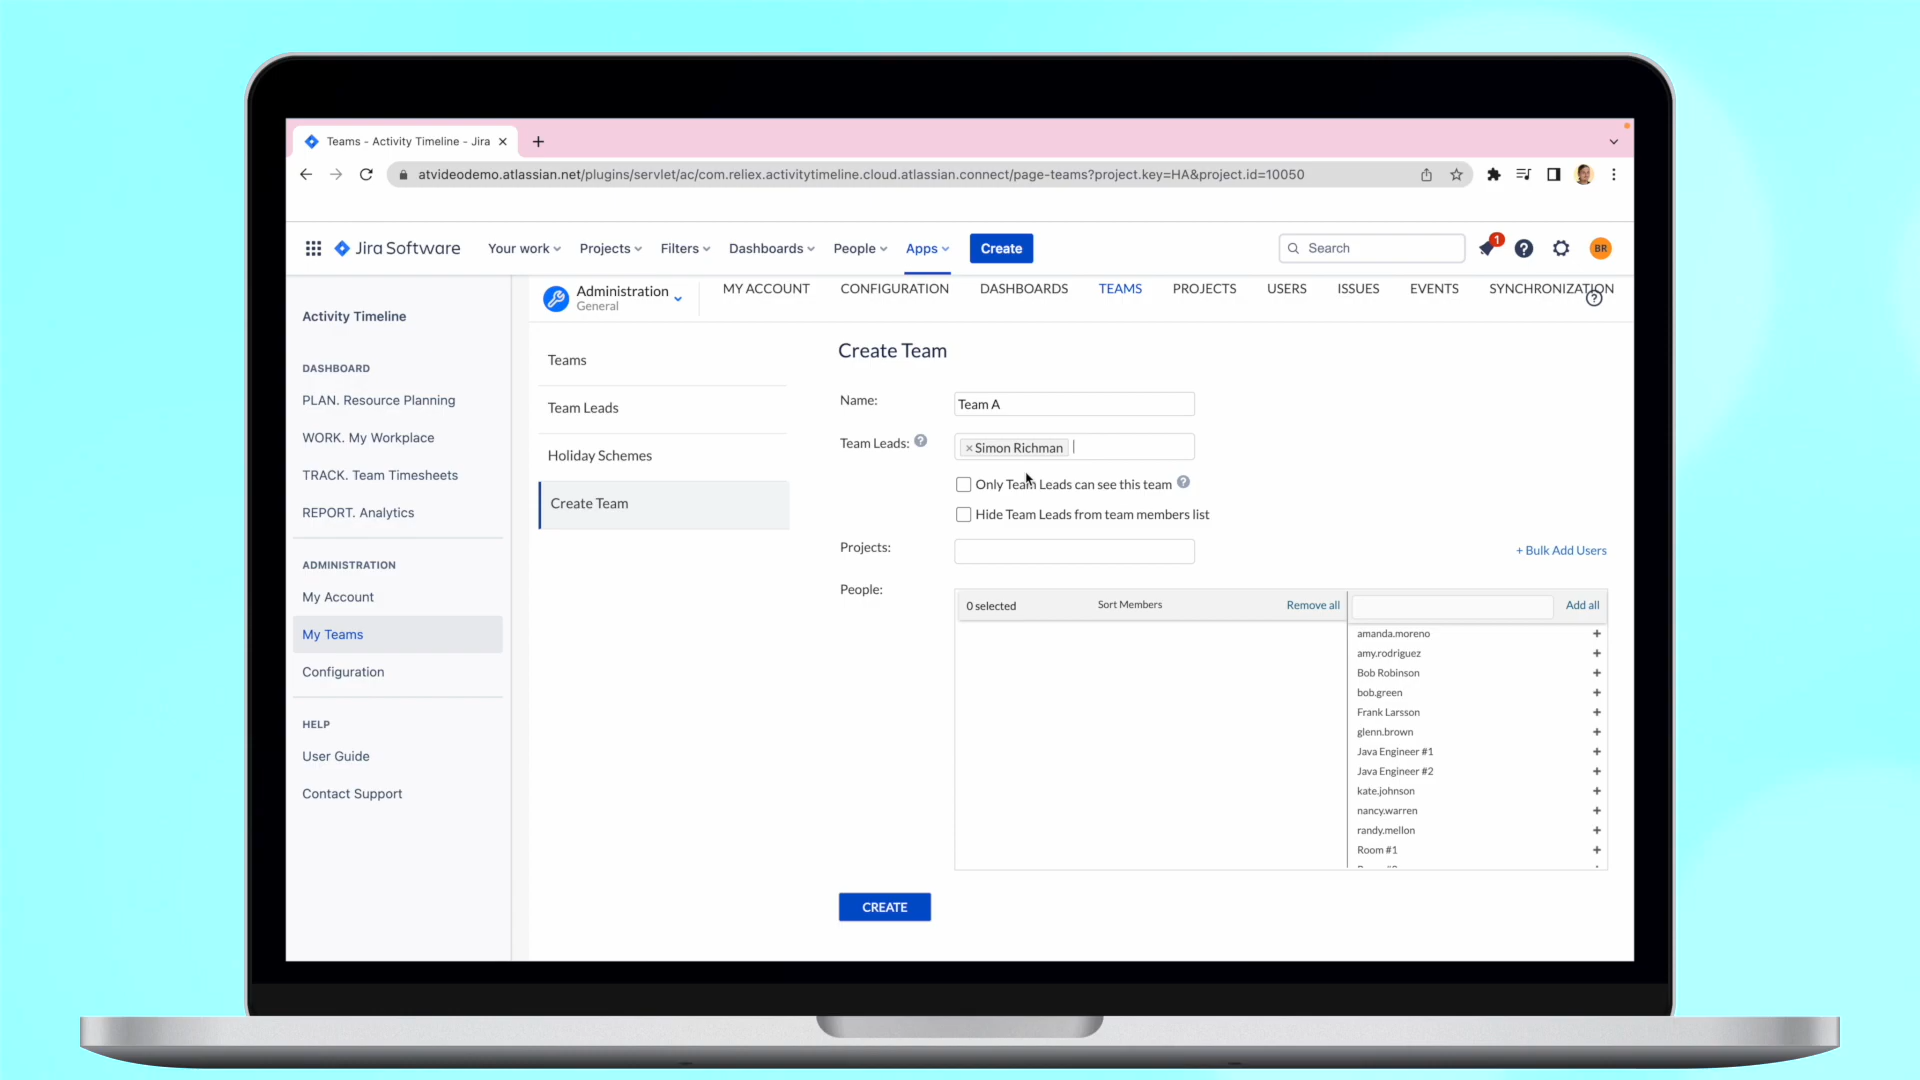 Teams - Activity Timeline - Jira
atvideodemo.atlassian.net/plugins/servlet/ac/com.reliex.activitytimeline.cloud.atlassian.connect/page-teams?project.key=HA&project.id=10050
Jira Software
Your work
Projects
Filters
Dashboards
People
Apps
Create
Search
1
BR
Activity Timeline
DASHBOARD
PLAN. Resource Planning
WORK. My Workplace
TRACK. Team Timesheets
REPORT. Analytics
ADMINISTRATION
My Account
My Teams
Configuration
HELP
User Guide
Contact Support
Administration
General
MY ACCOUNT
CONFIGURATION
DASHBOARDS
TEAMS
PROJECTS
USERS
ISSUES
EVENTS
SYNCHRONIZATION
Teams
Team Leads
Holiday Schemes
Create Team
Create Team
Name:
Team A
Team Leads:
×Simon Richman
Only Team Leads can see this team
Hide Team Leads from team members list
Projects:
+ Bulk Add Users
People:
0 selected
Sort Members
Remove all
Add all
amanda.moreno
amy.rodriguez
Bob Robinson
bob.green
Frank Larsson
glenn.brown
Java Engineer #1
Java Engineer #2
kate.johnson
nancy.warren
randy.mellon
Room #1
CREATE